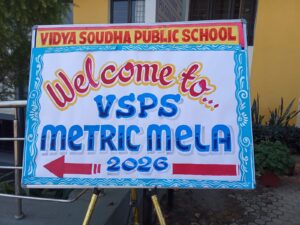 VIDYA SOUDHA PUBLIC SCHOOL
Welcome to...
VSPS
METRIC MELA
2026